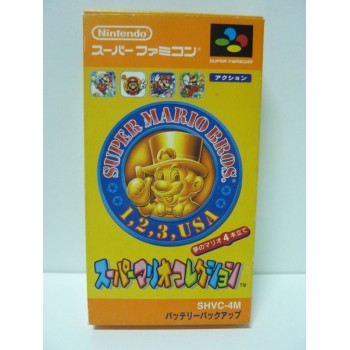 Nintendo
スーパーファミコン
SUPER FAMICOM
アクション
SUPER MARIO BROS.
1, 2, 3, USA
夢のマリオ4本立て
スーパーマリオコレクション
TM
SHVC-4M
バッテリーバックアップ